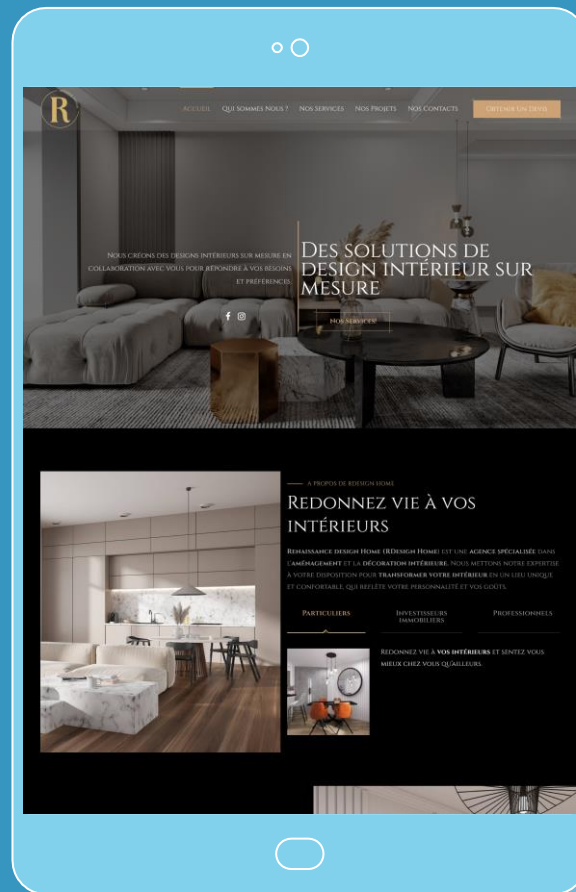 R
Accueil Qui Sommes Nous ? Nos Services Nos Projets Nos Contacts Obtenir Un Devis
Nous créons des designs intérieurs sur mesure en
collaboration avec vous pour répondre à vos besoins
et préférences.
Des solutions de
design intérieur sur
mesure
Nos services
A propos de RDesign Home
Redonnez vie à vos
intérieurs
Renaissance design Home (RDesign Home) est une agence spécialisée dans
l'aménagement et la décoration intérieure. Nous mettons notre expertise
à votre disposition pour transformer votre intérieur en un lieu unique
et confortable, qui reflète votre personnalité et vos goûts.
Particuliers
Investisseurs
immobiliers
Professionnels
Redonnez vie à vos intérieurs et sentez vous
mieux chez vous qu'ailleurs.